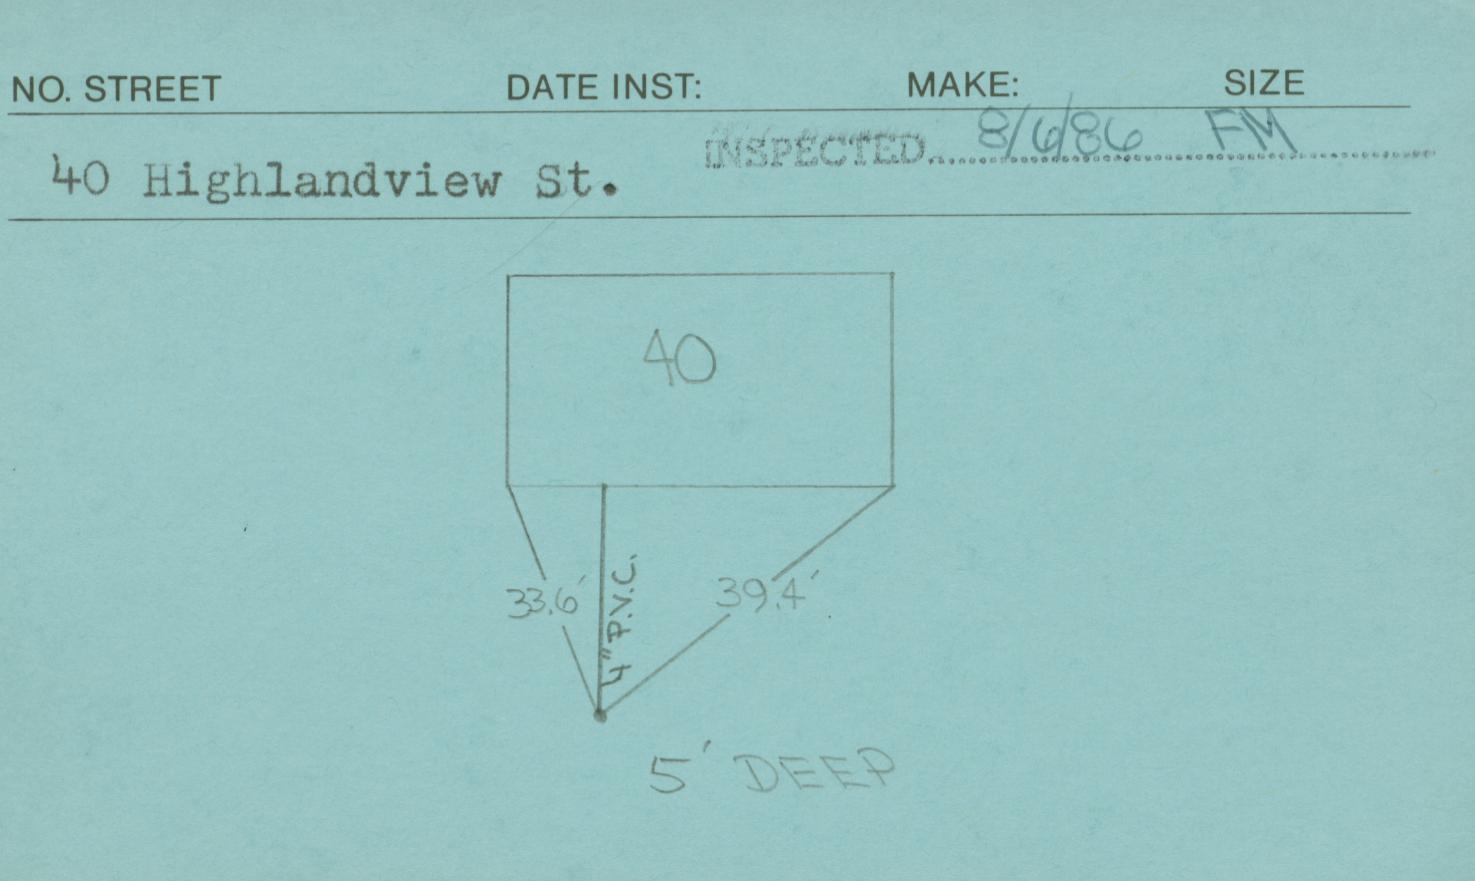 NO. STREET DATE INST: MAKE: SIZE
INSPECTED 8/6/86 FM
40 Highlandview St.
40
33.6'
4" P.V.C.
39.4'
5' DEEP